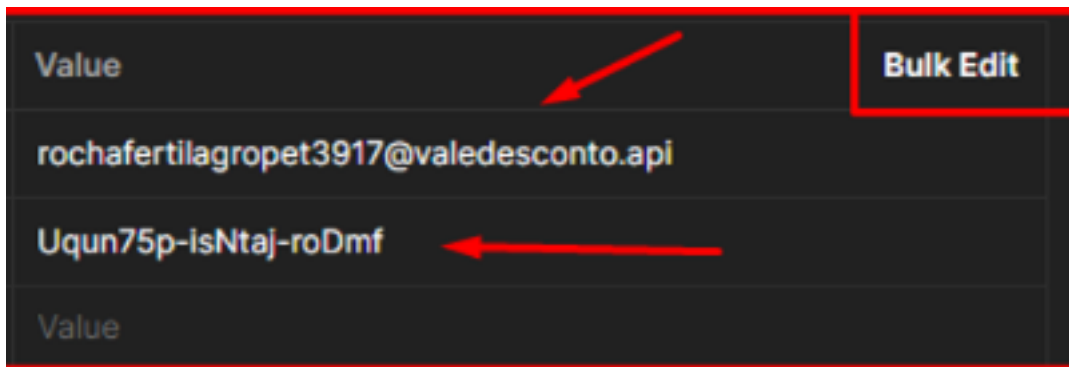 Value Bulk Edit
rochafertilagropet3917@valedesconto.api
Uqun75p-isNtaj-roDmf
Value